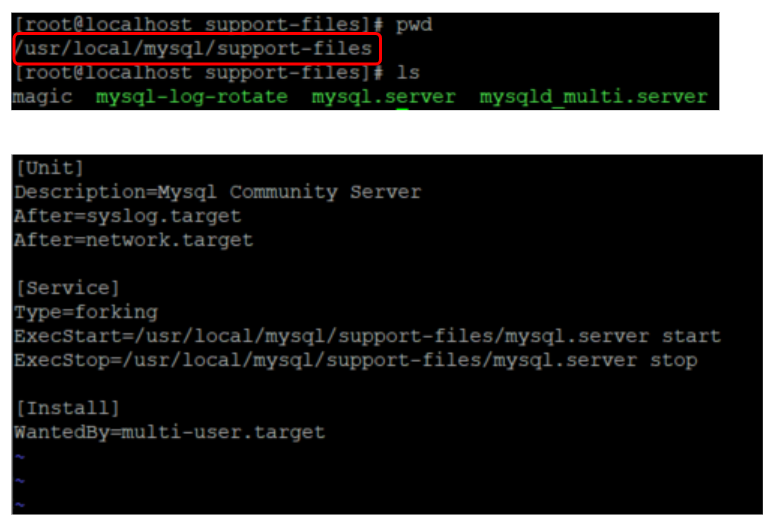 [root@localhost support-files]# pwd
/usr/local/mysql/support-files
[root@localhost support-files]# ls
magic  mysql-log-rotate  mysql.server  mysqld_multi.server
[Unit]
Description=Mysql Community Server
After=syslog.target
After=network.target
[Service]
Type=forking
ExecStart=/usr/local/mysql/support-files/mysql.server start
ExecStop=/usr/local/mysql/support-files/mysql.server stop
[Install]
WantedBy=multi-user.target
~
~
~